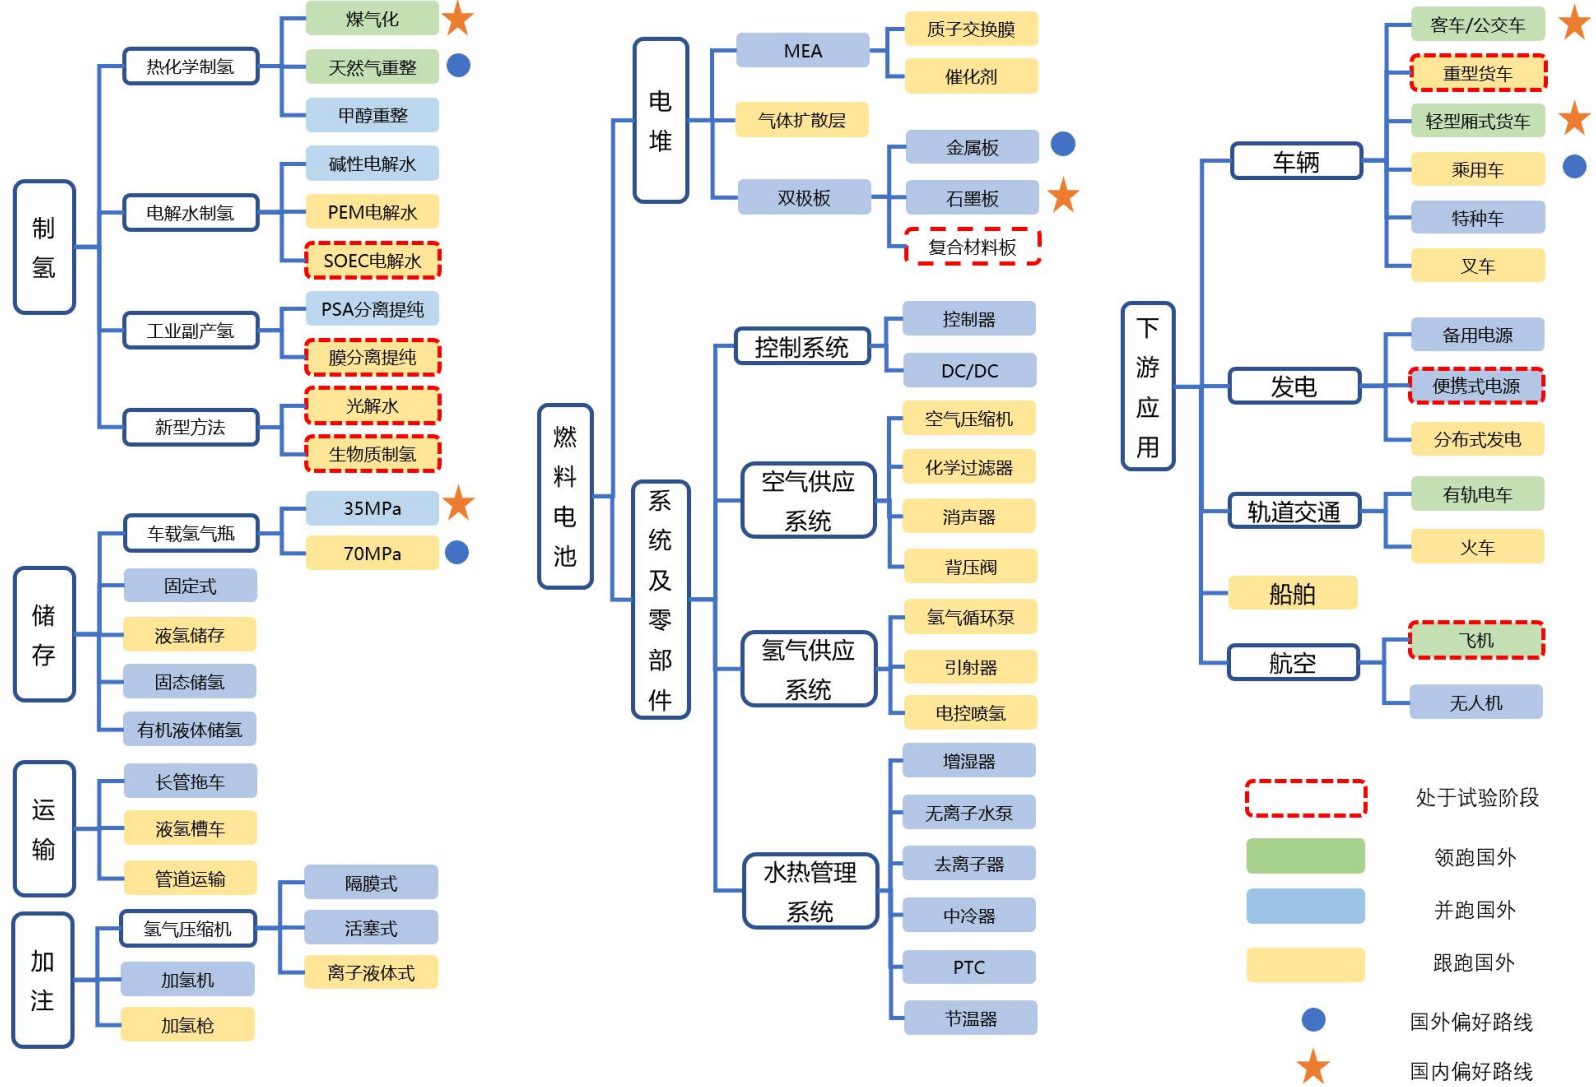 制氢
热化学制氢
煤气化
天然气重整
甲醇重整
电解水制氢
碱性电解水
PEM电解水
SOEC电解水
工业副产氢
PSA分离提纯
膜分离提纯
新型方法
光解水
生物质制氢
储存
车载氢气瓶
35MPa
70MPa
固定式
液氢储存
固态储氢
有机液体储氢
运输
长管拖车
液氢槽车
管道运输
加注
氢气压缩机
隔膜式
活塞式
离子液体式
加氢机
加氢枪
燃料电池
电堆
MEA
质子交换膜
催化剂
气体扩散层
双极板
金属板
石墨板
复合材料板
系统及零部件
控制系统
控制器
DC/DC
空气供应
系统
空气压缩机
化学过滤器
消声器
背压阀
氢气供应
系统
氢气循环泵
引射器
电控喷氢
水热管理
系统
增湿器
无离子水泵
去离子器
中冷器
PTC
节温器
下游应用
车辆
客车/公交车
重型货车
轻型厢式货车
乘用车
特种车
叉车
发电
备用电源
便携式电源
分布式发电
轨道交通
有轨电车
火车
船舶
航空
飞机
无人机
处于试验阶段
领跑国外
并跑国外
跟跑国外
国外偏好路线
国内偏好路线